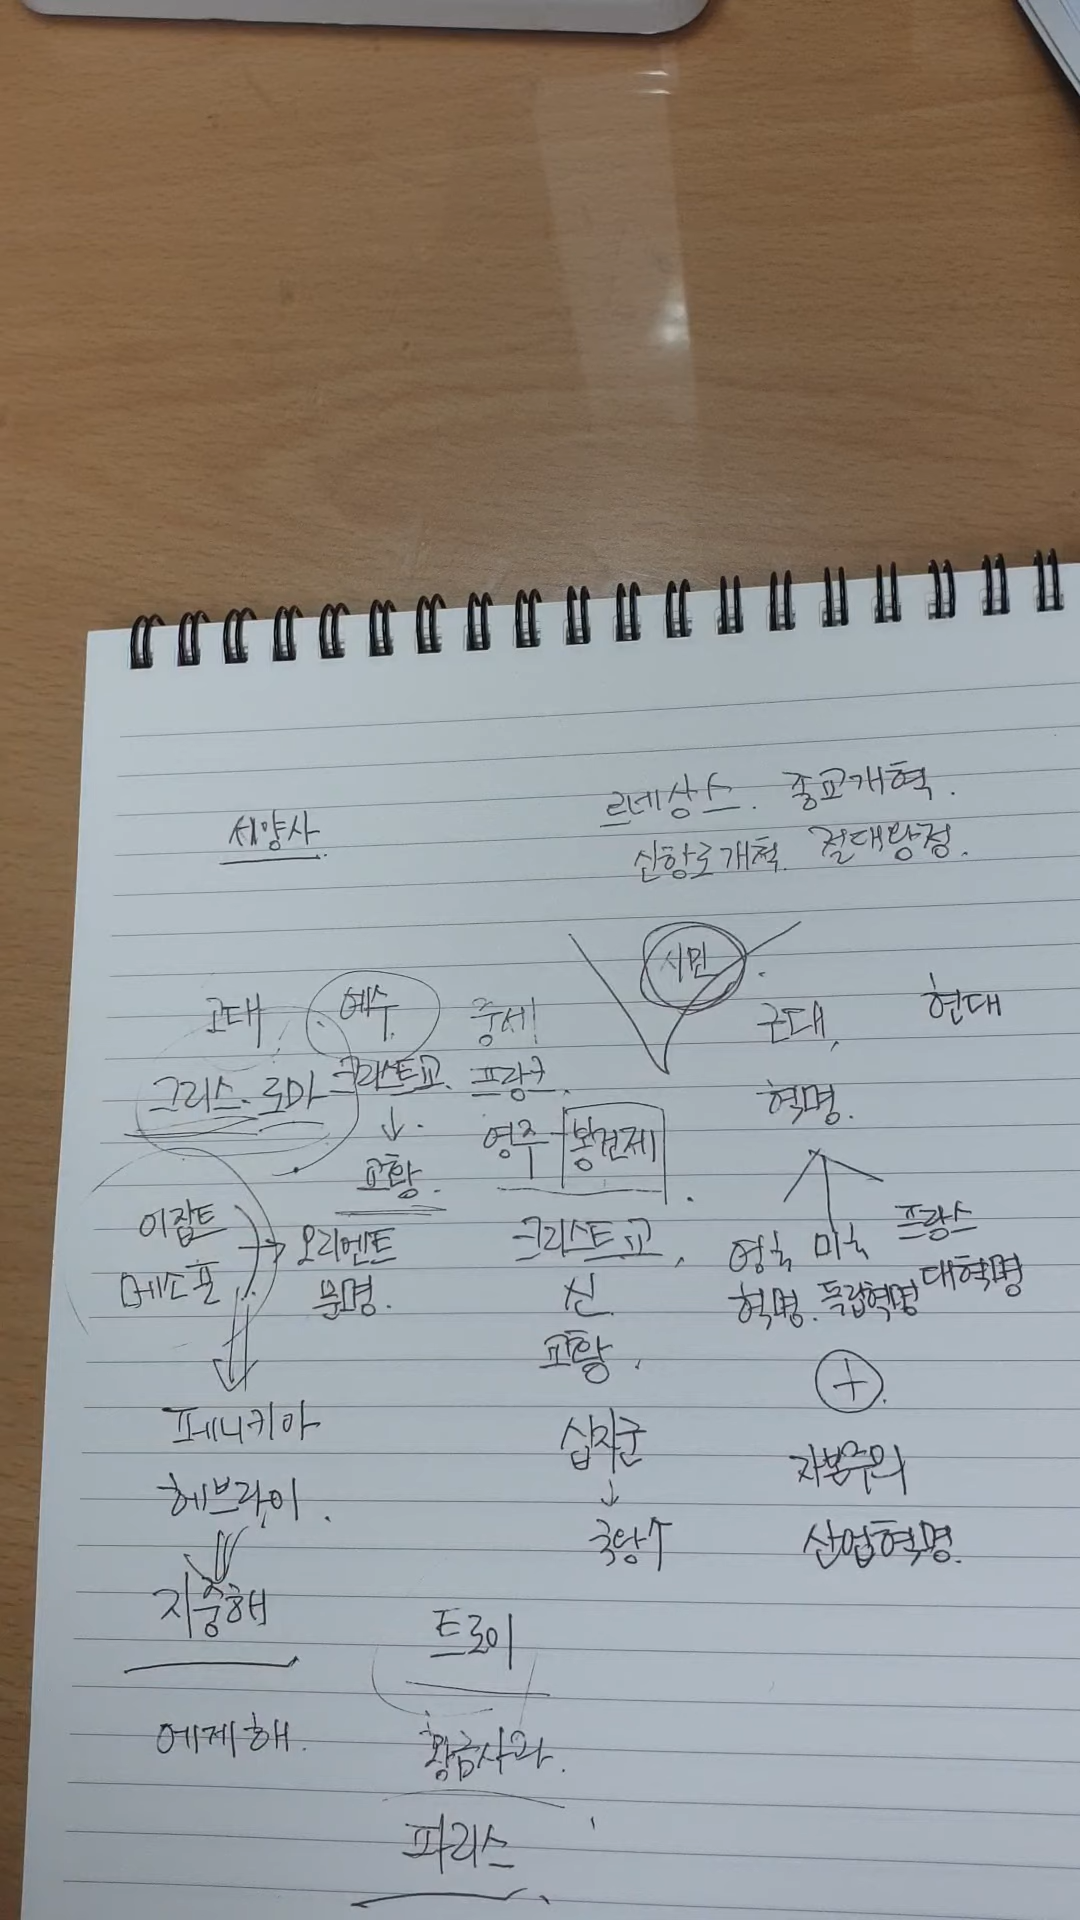 르네상스. 종교개혁.
서양사
신항로개척. 절대왕정.
시민
고대 예수. 중세! 근대, 현대
그리스·로마 크리스트교. 프랑크.
혁명.
↓ 영주 봉건제
교황.
이집트 → 오리엔트 크리스트교, 영국 미국 프랑스
메소포 문명. 신 혁명. 독립혁명 대혁명
교황,
+
페니키아 십자군 자본주의
헤브라이. ↓
산업혁명.
지중해
트로이
에게해.
황금사과.
파리스